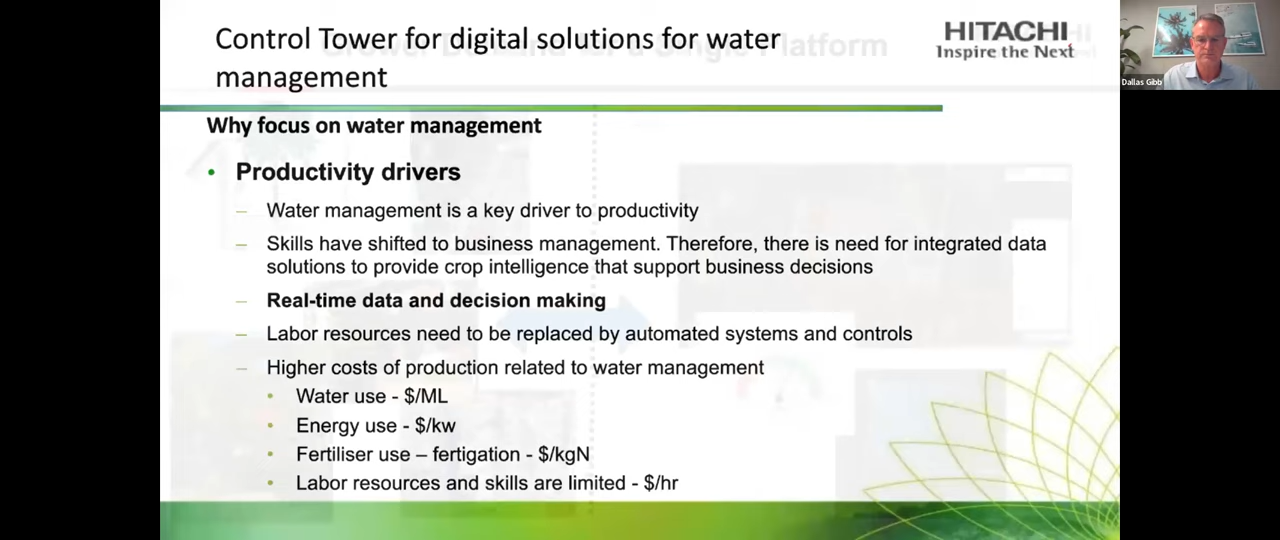 Control Tower for digital solutions for water
management
HITACHI
Inspire the Next
Dallas Gibb
Why focus on water management
• Productivity drivers
– Water management is a key driver to productivity
– Skills have shifted to business management. Therefore, there is need for integrated data
solutions to provide crop intelligence that support business decisions
– Real-time data and decision making
– Labor resources need to be replaced by automated systems and controls
– Higher costs of production related to water management
• Water use - $/ML
• Energy use - $/kw
• Fertiliser use – fertigation - $/kgN
• Labor resources and skills are limited - $/hr